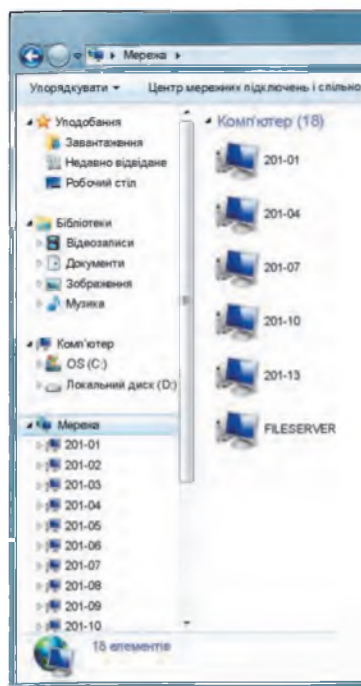 Мережа
Упорядкувати
Центр мережних підключень і спільно
Уподобання
Завантаження
Недавно відвідане
Робочий стіл
Бібліотеки
Відеозаписи
Документи
Зображення
Музика
Комп'ютер
OS (C:)
Локальний диск (D:)
Мережа
201-01
201-02
201-03
201-04
201-05
201-06
201-07
201-08
201-09
201-10
Комп'ютер (18)
201-01
201-04
201-07
201-10
201-13
FILESERVER
18 елементів